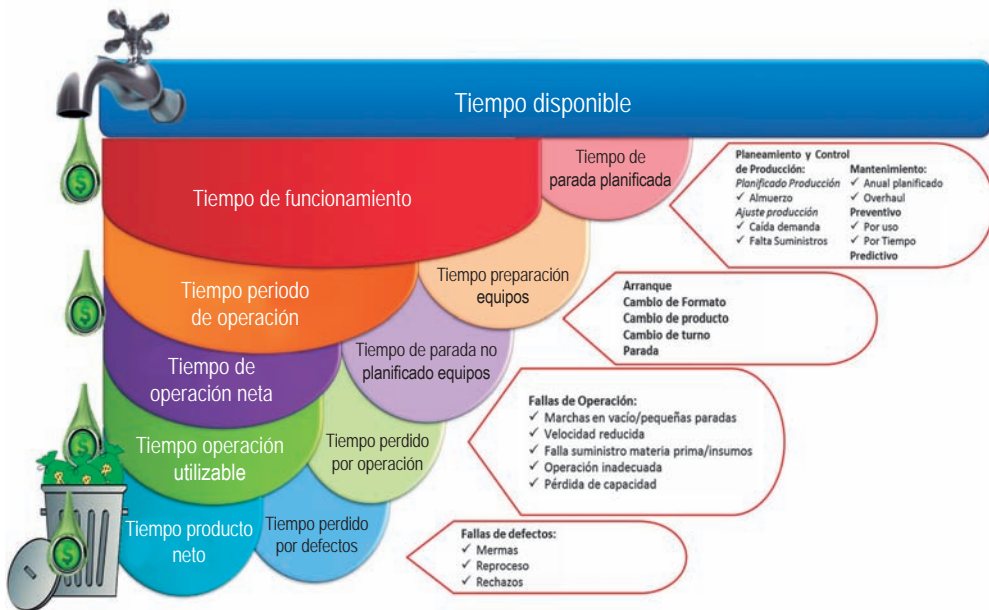 Tiempo disponible
Tiempo de funcionamiento
Tiempo de
parada planificada
Planeamiento y Control
de Producción:
Planificado Producción
✓ Almuerzo
Ajuste producción
✓ Caída demanda
✓ Falta Suministros
Mantenimiento:
✓ Anual planificado
✓ Overhaul
Preventivo
✓ Por uso
✓ Por Tiempo
Predictivo
Tiempo periodo
de operación
Tiempo preparación
equipos
Arranque
Cambio de Formato
Cambio de producto
Cambio de turno
Parada
Tiempo de
operación neta
Tiempo de parada no
planificado equipos
Fallas de Operación:
✓ Marchas en vacío/pequeñas paradas
✓ Velocidad reducida
✓ Falla suministro materia prima/insumos
✓ Operación inadecuada
✓ Pérdida de capacidad
Tiempo operación
utilizable
Tiempo perdido
por operación
Tiempo producto
neto
Tiempo perdido
por defectos
Fallas de defectos:
✓ Mermas
✓ Reproceso
✓ Rechazos
$
$
$
$